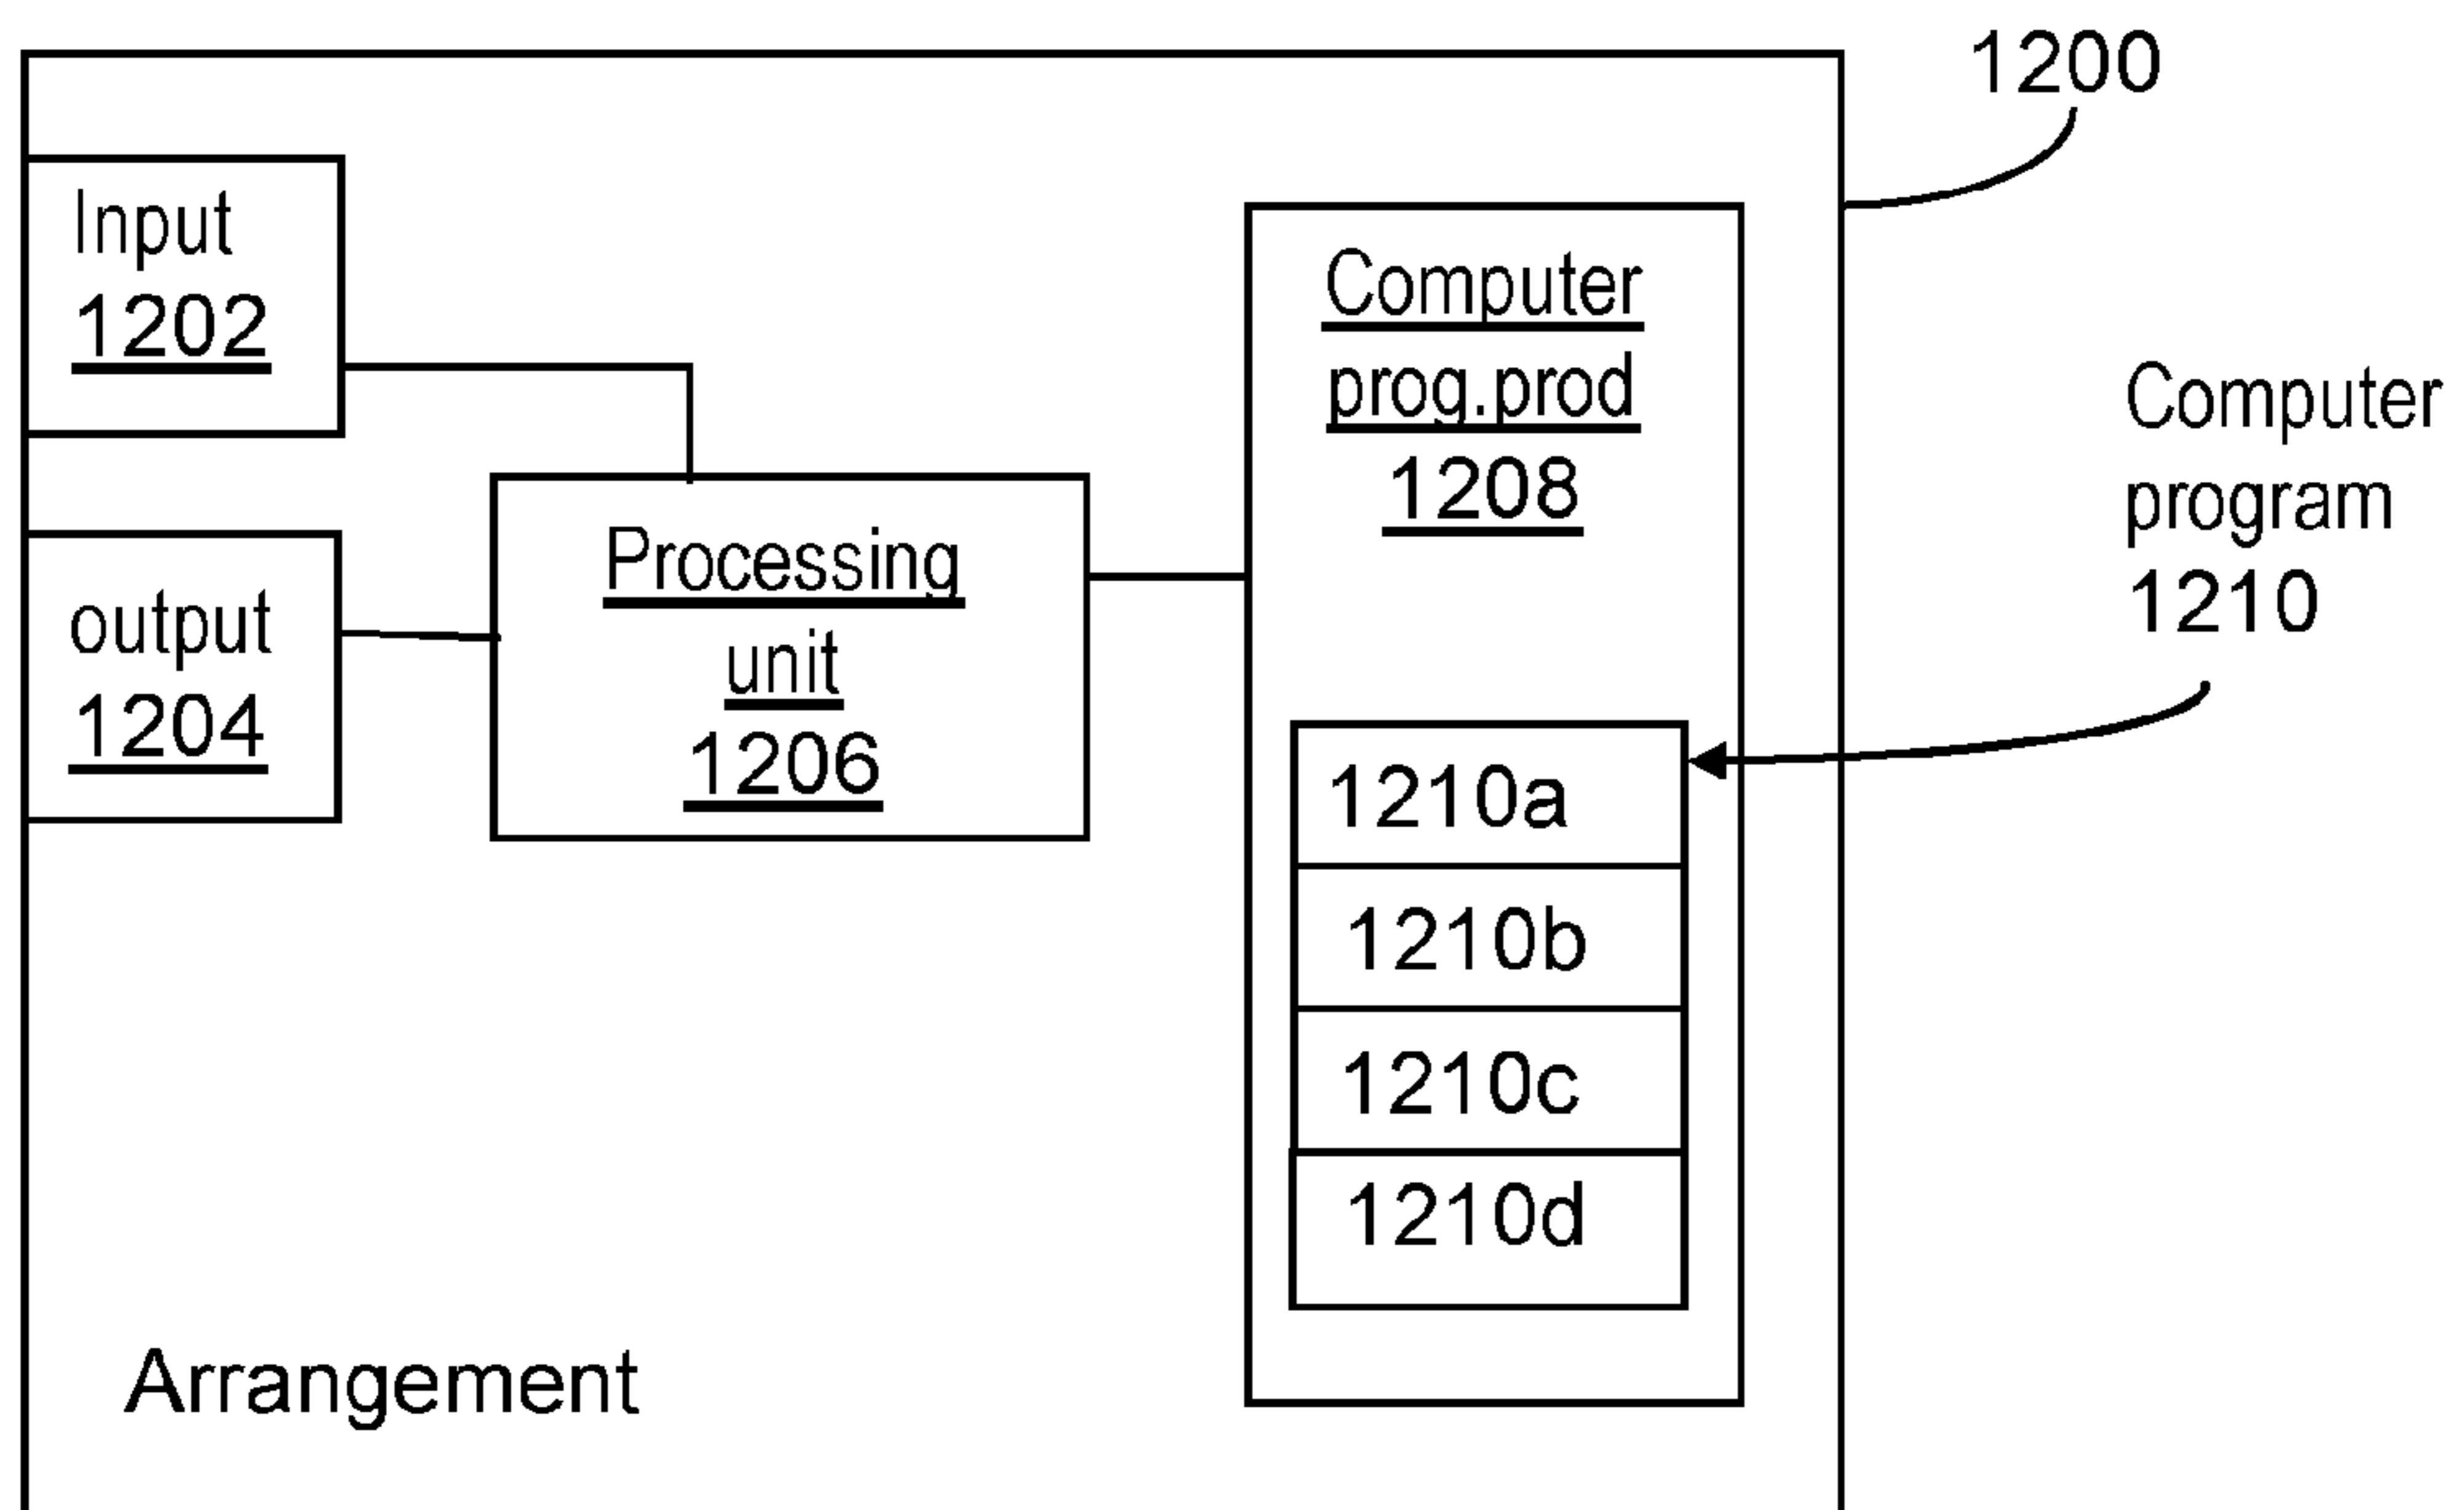 1200
Input
1202
output
1204
Processing
unit
1206
Computer
prog.prod
1208
1210a
1210b
1210c
1210d
Computer
program
1210
Arrangement